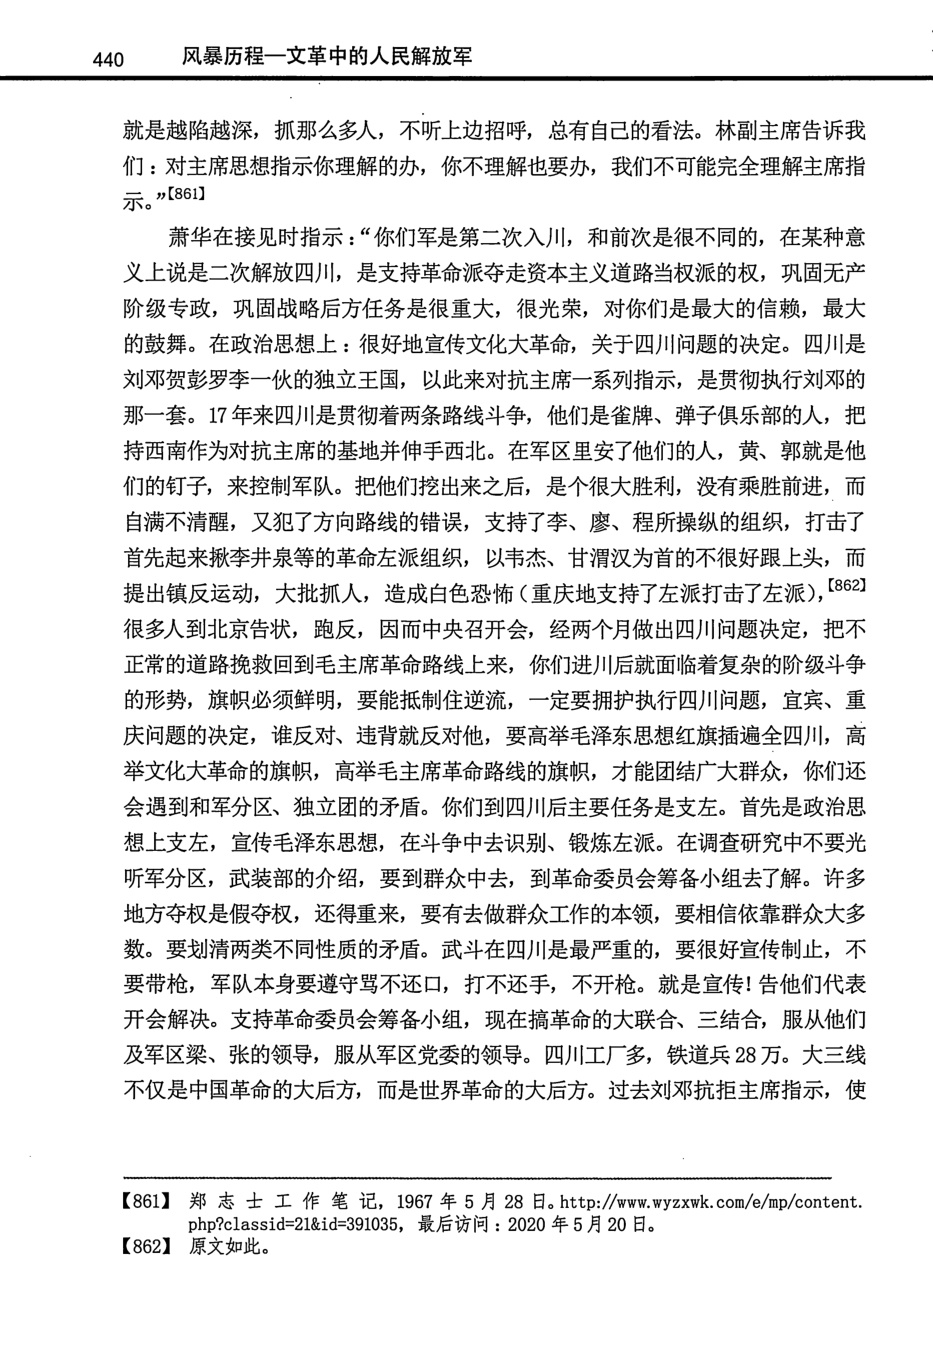 440 风暴历程—文革中的人民解放军
就是越陷越深，抓那么多人，不听上边招呼，总有自己的看法。林副主席告诉我
们：对主席思想指示你理解的办，你不理解也要办，我们不可能完全理解主席指
示。”【861】
萧华在接见时指示：“你们军是第二次入川，和前次是很不同的，在某种意
义上说是二次解放四川，是支持革命派夺走资本主义道路当权派的权，巩固无产
阶级专政，巩固战略后方任务是很重大，很光荣，对你们是最大的信赖，最大
的鼓舞。在政治思想上：很好地宣传文化大革命，关于四川问题的决定。四川是
刘邓贺彭罗李一伙的独立王国，以此来对抗主席一系列指示，是贯彻执行刘邓的
那一套。17 年来四川是贯彻着两条路线斗争，他们是雀牌、弹子俱乐部的人，把
持西南作为对抗主席的基地并伸手西北。在军区里安了他们的人，黄、郭就是他
们的钉子，来控制军队。把他们挖出来之后，是个很大胜利，没有乘胜前进，而
自满不清醒，又犯了方向路线的错误，支持了李、廖、程所操纵的组织，打击了
首先起来揪李井泉等的革命左派组织，以韦杰、甘渭汉为首的不很好跟上头，而
提出镇反运动，大批抓人，造成白色恐怖（重庆地支持了左派打击了左派），【862】
很多人到北京告状，跑反，因而中央召开会，经两个月做出四川问题决定，把不
正常的道路挽救回到毛主席革命路线上来，你们进川后就面临着复杂的阶级斗争
的形势，旗帜必须鲜明，要能抵制住逆流，一定要拥护执行四川问题，宜宾、重
庆问题的决定，谁反对、违背就反对他，要高举毛泽东思想红旗插遍全四川，高
举文化大革命的旗帜，高举毛主席革命路线的旗帜，才能团结广大群众，你们还
会遇到和军分区、独立团的矛盾。你们到四川后主要任务是支左。首先是政治思
想上支左，宣传毛泽东思想，在斗争中去识别、锻炼左派。在调查研究中不要光
听军分区，武装部的介绍，要到群众中去，到革命委员会筹备小组去了解。许多
地方夺权是假夺权，还得重来，要有去做群众工作的本领，要相信依靠群众大多
数。要划清两类不同性质的矛盾。武斗在四川是最严重的，要很好宣传制止，不
要带枪，军队本身要遵守骂不还口，打不还手，不开枪。就是宣传！告他们代表
开会解决。支持革命委员会筹备小组，现在搞革命的大联合、三结合，服从他们
及军区梁、张的领导，服从军区党委的领导。四川工厂多，铁道兵 28 万。大三线
不仅是中国革命的大后方，而是世界革命的大后方。过去刘邓抗拒主席指示，使
【861】 郑志士工作笔记，1967 年 5 月 28 日。http://www.wyzxwk.com/e/mp/content.
php?classid=21&id=391035，最后访问：2020 年 5 月 20 日。
【862】 原文如此。